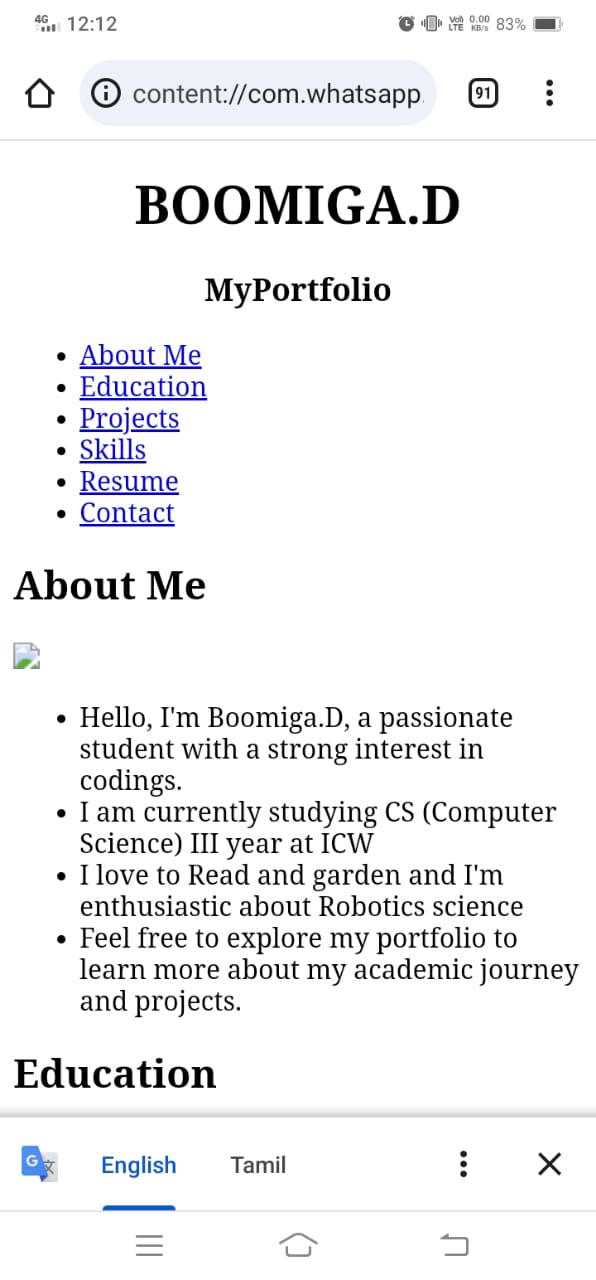 4G 12:12 Vo) LTE 0.00 KB/s 83%
content://com.whatsapp. 91
BOOMIGA.D
MyPortfolio
• About Me
• Education
• Projects
• Skills
• Resume
• Contact
About Me
• Hello, I'm Boomiga.D, a passionate
student with a strong interest in
codings.
• I am currently studying CS (Computer
Science) III year at ICW
• I love to Read and garden and I'm
enthusiastic about Robotics science
• Feel free to explore my portfolio to
learn more about my academic journey
and projects.
Education
G 文 English Tamil